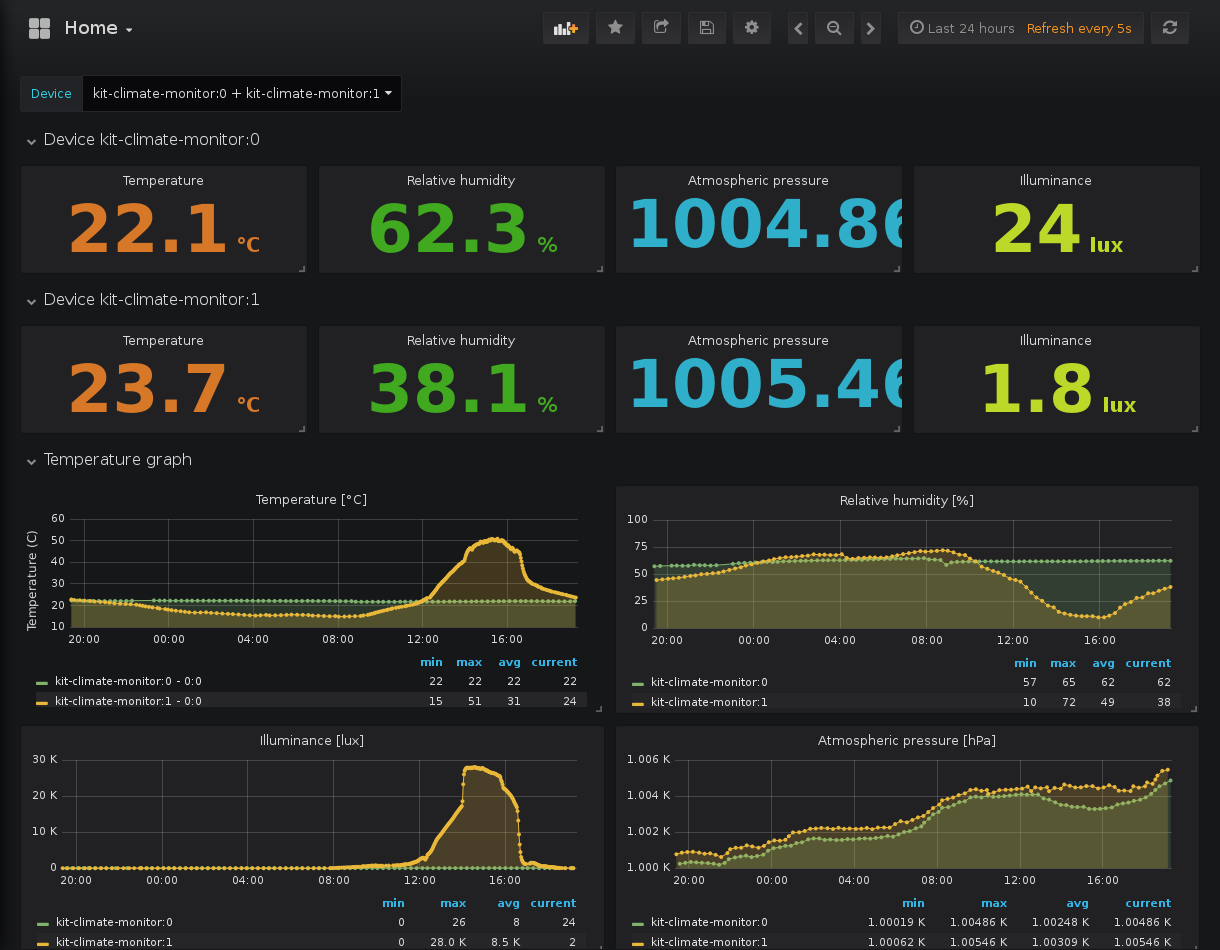 Home
Last 24 hours Refresh every 5s
Device kit-climate-monitor:0 + kit-climate-monitor:1
Device kit-climate-monitor:0
Temperature Relative humidity Atmospheric pressure Illuminance
22.1 °C 62.3 % 1004.86 24 lux
Device kit-climate-monitor:1
Temperature Relative humidity Atmospheric pressure Illuminance
23.7 °C 38.1 % 1005.46 1.8 lux
Temperature graph
Temperature [°C]
Temperature (C)
60
50
40
30
20
10
20:00 00:00 04:00 08:00 12:00 16:00
min max avg current
kit-climate-monitor:0 - 0:0 22 22 22 22
kit-climate-monitor:1 - 0:0 15 51 31 24
Relative humidity [%]
100
75
50
25
0
20:00 00:00 04:00 08:00 12:00 16:00
min max avg current
kit-climate-monitor:0 57 65 62 62
kit-climate-monitor:1 10 72 49 38
Illuminance [lux]
30 K
20 K
10 K
0
20:00 00:00 04:00 08:00 12:00 16:00
min max avg current
kit-climate-monitor:0 0 26 8 24
kit-climate-monitor:1 0 28.0 K 8.5 K 2
Atmospheric pressure [hPa]
1.006 K
1.004 K
1.002 K
1.000 K
20:00 00:00 04:00 08:00 12:00 16:00
min max avg current
kit-climate-monitor:0 1.00019 K 1.00486 K 1.00248 K 1.00486 K
kit-climate-monitor:1 1.00062 K 1.00546 K 1.00309 K 1.00546 K